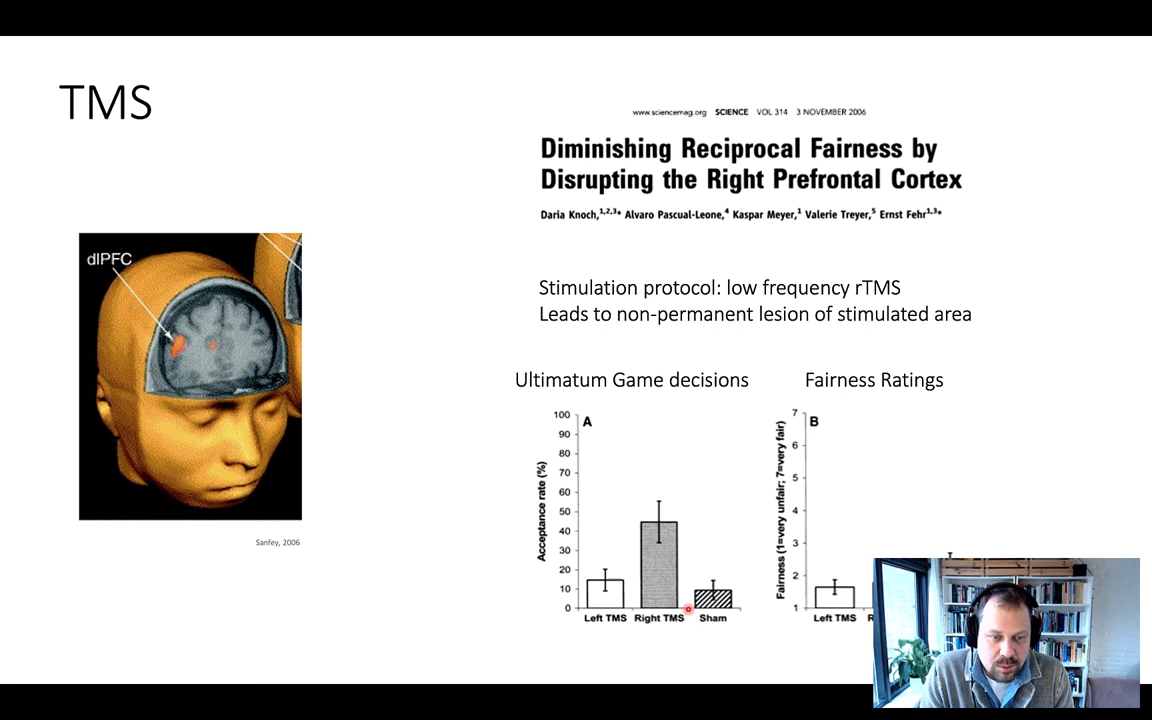 TMS
www.sciencemag.org SCIENCE VOL 314 3 NOVEMBER 2006
Diminishing Reciprocal Fairness by
Disrupting the Right Prefrontal Cortex
Daria Knoch,1,2,3* Alvaro Pascual-Leone,4 Kaspar Meyer,1 Valerie Treyer,5 Ernst Fehr1,3*
dlPFC
Sanfey, 2006
Stimulation protocol: low frequency rTMS
Leads to non-permanent lesion of stimulated area
Ultimatum Game decisions
Acceptance rate (%)
A
100
90
80
70
60
50
40
30
20
10
0
Left TMS Right TMS Sham
Fairness Ratings
Fairness (1=very unfair; 7=very fair)
B
7
6
5
4
3
2
1
Left TMS R